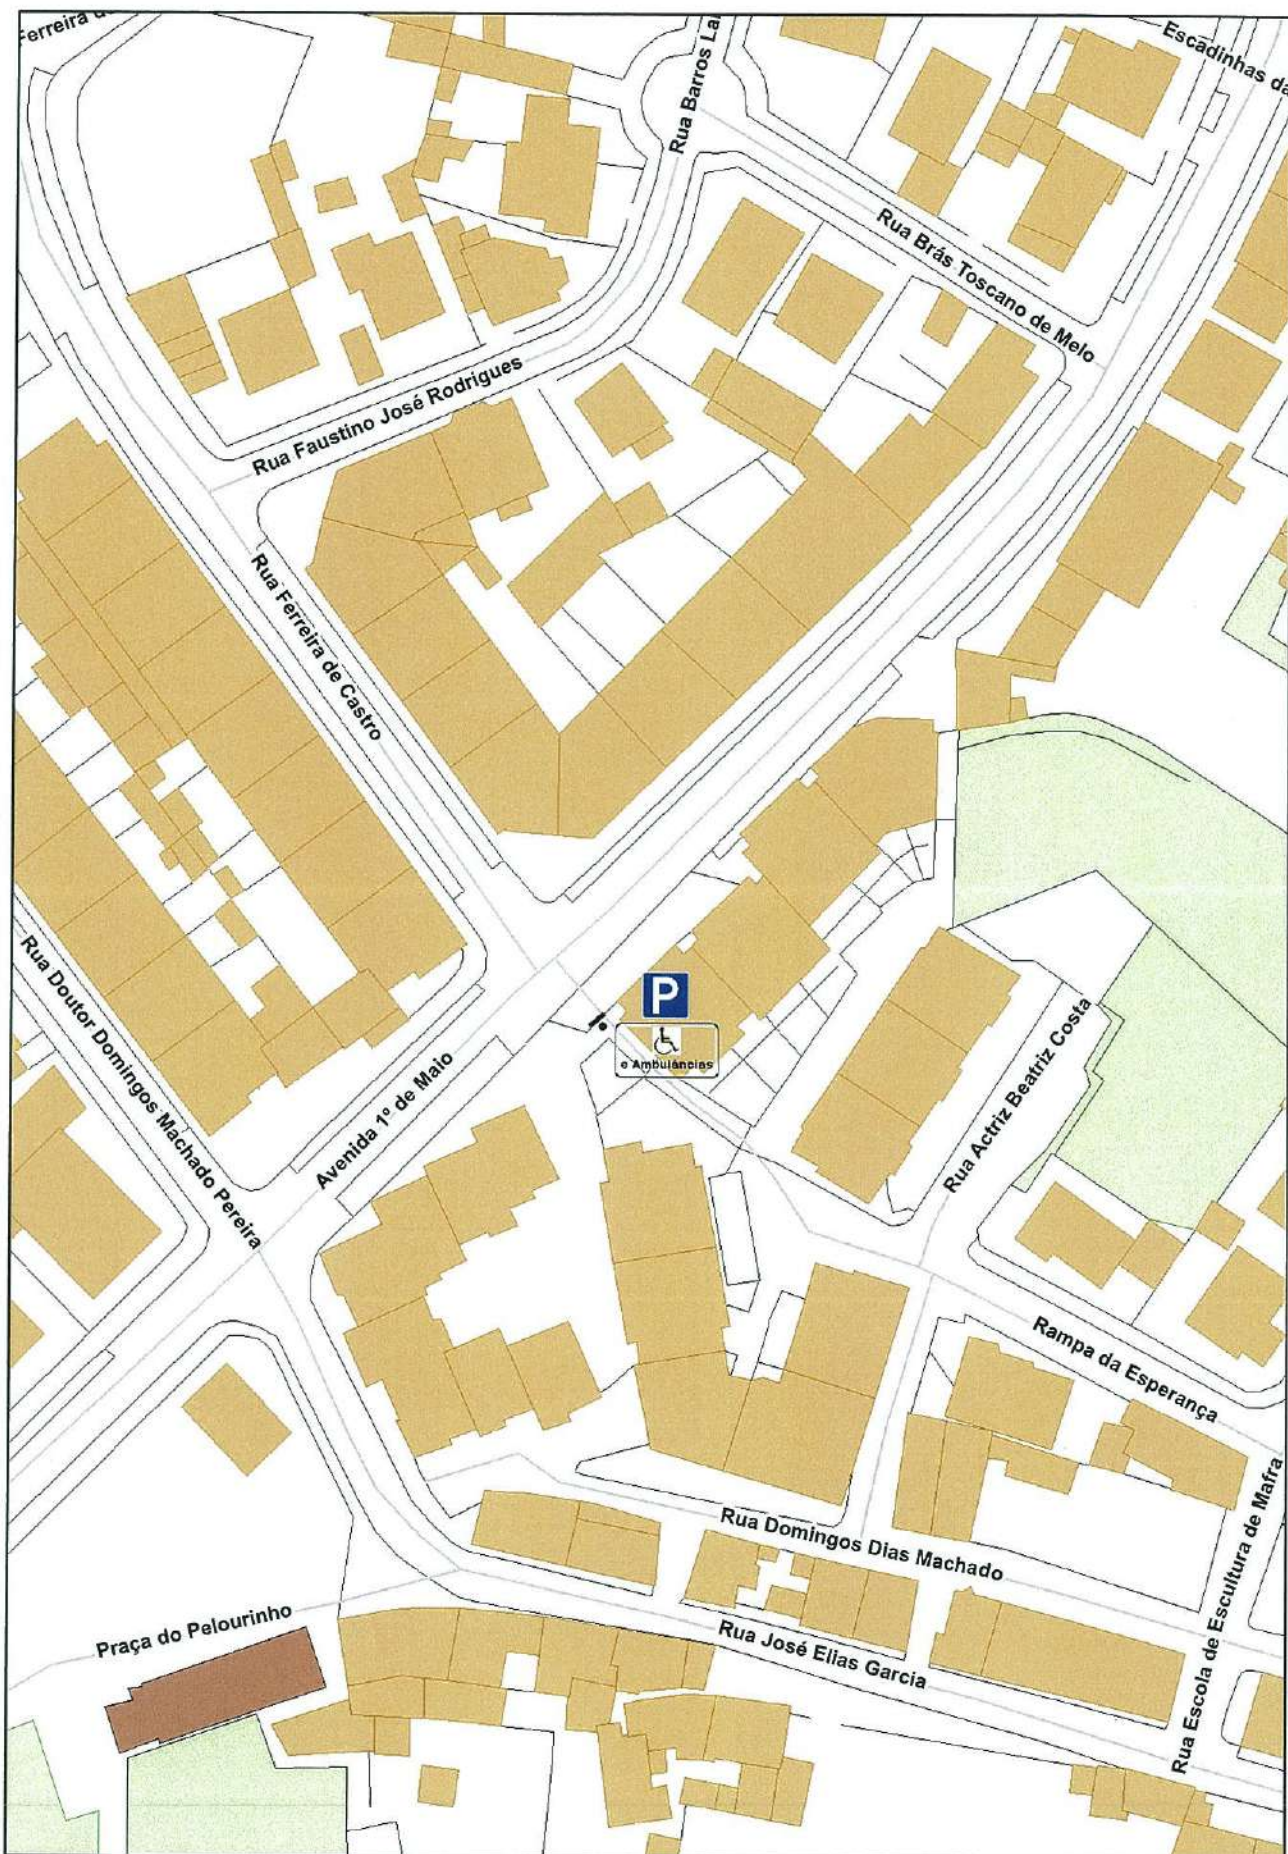 Ferreira de
Escadinhas da
Rua Barros
Rua Brás Toscano de Melo
Rua Faustino José Rodrigues
Rua Ferreira de Castro
Rua Doutor Domingos Machado Pereira
P
e Ambulâncias
Avenida 1º de Maio
Rua Actriz Beatriz Costa
Rampa da Esperança
Rua Domingos Dias Machado
Rua Escola de Escultura de Mafra
Praça do Pelourinho
Rua José Elias Garcia